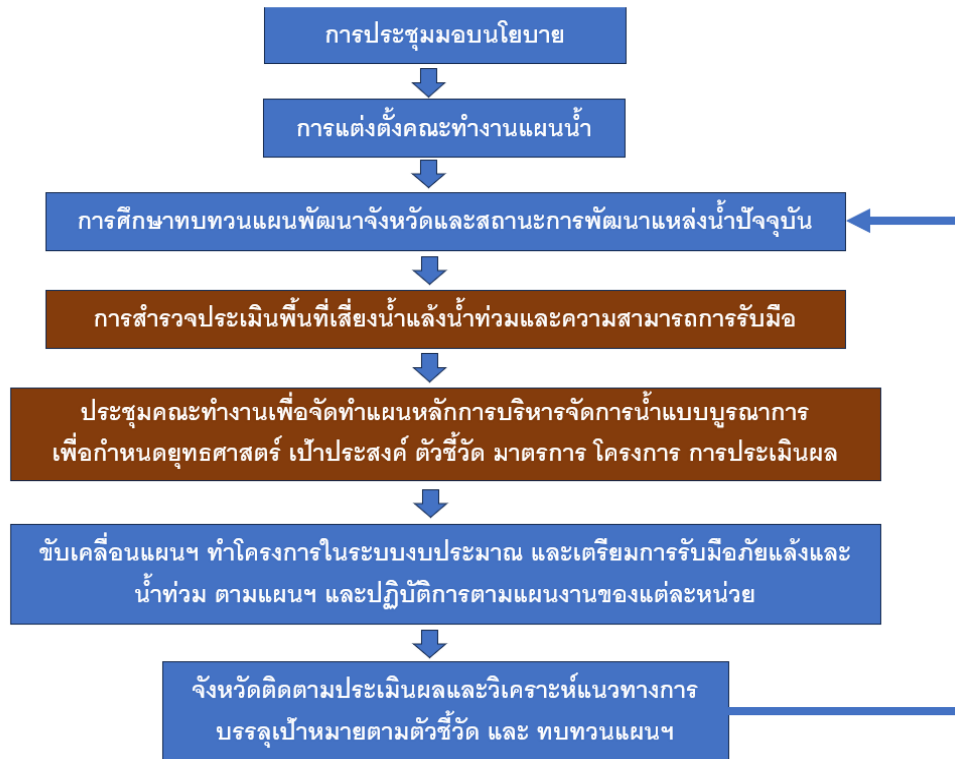 การประชุมมอบนโยบาย
การแต่งตั้งคณะทำงานแผนน้ำ
การศึกษาทบทวนแผนพัฒนาจังหวัดและสถานะการพัฒนาแหล่งน้ำปัจจุบัน
การสำรวจประเมินพื้นที่เสี่ยงน้ำแล้งน้ำท่วมและความสามารถการรับมือ
ประชุมคณะทำงานเพื่อจัดทำแผนหลักการบริหารจัดการน้ำแบบบูรณาการ
เพื่อกำหนดยุทธศาสตร์ เป้าประสงค์ ตัวชี้วัด มาตรการ โครงการ การประเมินผล
ขับเคลื่อนแผนฯ ทำโครงการในระบบงบประมาณ และเตรียมการรับมือภัยแล้งและ
น้ำท่วม ตามแผนฯ และปฏิบัติการตามแผนงานของแต่ละหน่วย
จังหวัดติดตามประเมินผลและวิเคราะห์แนวทางการ
บรรลุเป้าหมายตามตัวชี้วัด และ ทบทวนแผนฯ